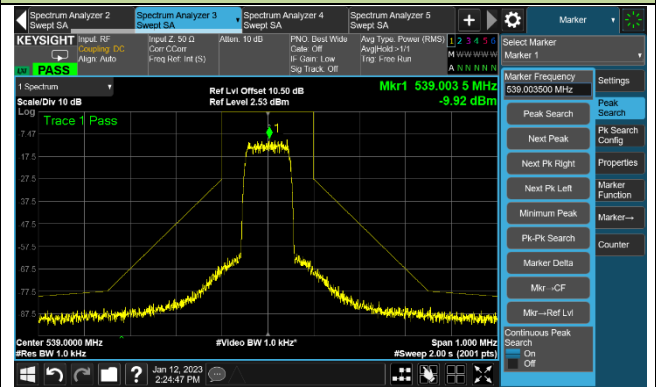 Spectrum Analyzer 2
Swept SA
Spectrum Analyzer 3
Swept SA
Spectrum Analyzer 4
Swept SA
Spectrum Analyzer 5
Swept SA
+
Marker
KEYSIGHT
Input: RF
Coupling: DC
Align: Auto
Input Z: 50 Ω
Corr CCorr
Freq Ref: Int (S)
Atten: 10 dB
PNO: Best Wide
Gate: Off
IF Gain: Low
Sig Track: Off
Avg Type: Power (RMS)
Avg|Hold:>1/1
Trig: Free Run
1 2 3 4 5 6
M W W W W W
A N N N N N
LNI PASS
Select Marker
Marker 1
1 Spectrum
Scale/Div 10 dB
Ref Lvl Offset 10.50 dB
Ref Level 2.53 dBm
Mkr1 539.003 5 MHz
-9.92 dBm
Log
Trace 1 Pass
1
-7.47
-17.5
-27.5
-37.5
-47.5
-57.5
-67.5
-77.5
-87.5
Center 539.0000 MHz
#Res BW 1.0 kHz
#Video BW 1.0 kHz*
Span 1.000 MHz
#Sweep 2.00 s (2001 pts)
Marker Frequency
539.003500 MHz
Peak Search
Next Peak
Next Pk Right
Next Pk Left
Minimum Peak
Pk-Pk Search
Marker Delta
Mkr→CF
Mkr→Ref Lvl
Continuous Peak
Search
On
Off
Settings
Peak
Search
Pk Search
Config
Properties
Marker
Function
Marker→
Counter
?
Jan 12, 2023
2:24:47 PM